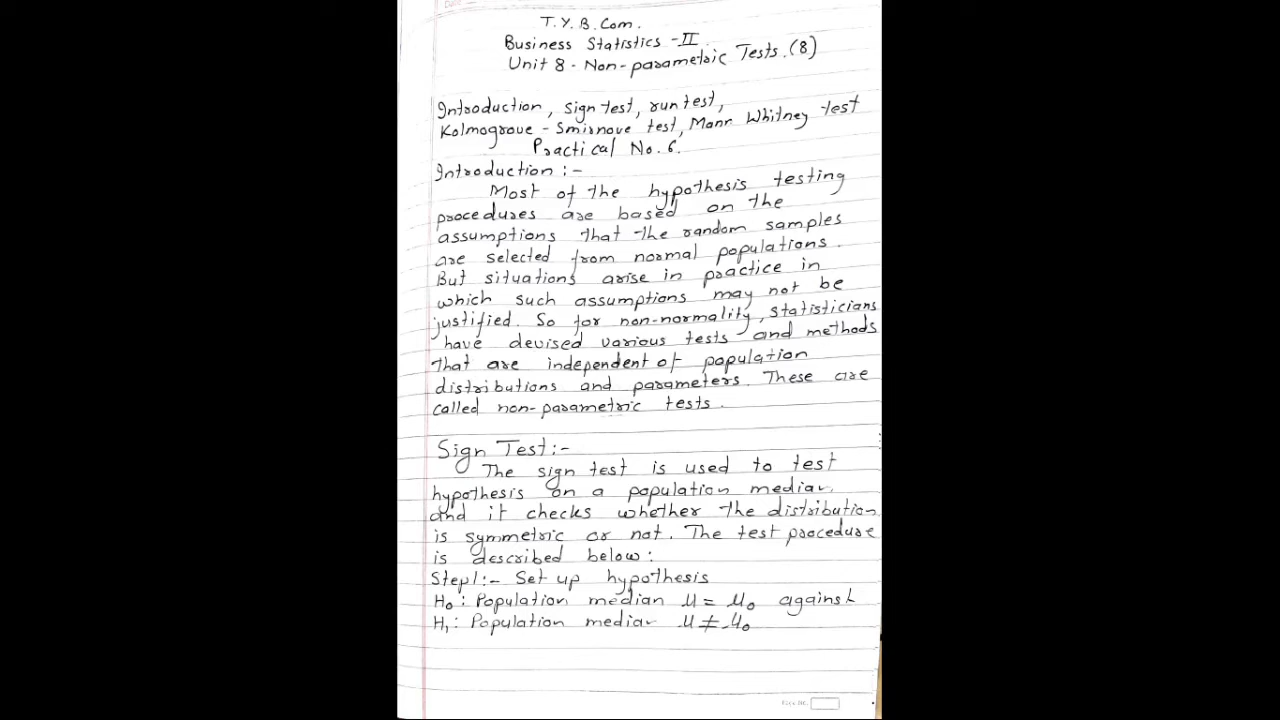 T.Y.B.Com.
Business Statistics -II
Unit 8 - Non-parametric Tests. (8)
Introduction, Sign test, run test,
Kolmogrove - Smirnove test, Mann Whitney test
Practical No. 6.
Introduction :-
Most of the hypothesis testing
procedures are based on the
assumptions that the random samples
are selected from normal populations.
But situations arise in practice in
which such assumptions may not be
justified. So for non-normality, statisticians
have devised various tests and methods
that are independent of population
distributions and parameters. These are
called non-parametric tests.
Sign Test:-
The sign test is used to test
hypothesis on a population median
and it checks whether the distribution
is symmetric or not. The test procedure
is described below:
Step1:- Set up hypothesis
H₀ : Population median μ = μ₀ against
H₁ : Population median μ ≠ μ₀